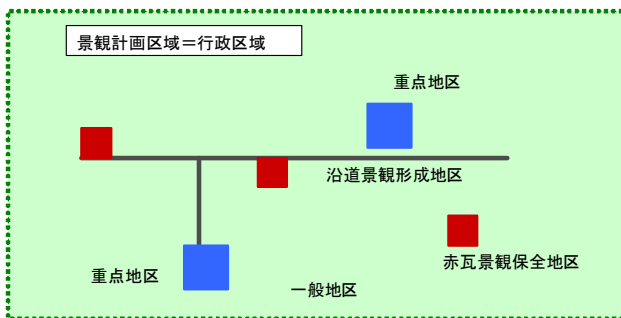 景観計画区域＝行政区域
重点地区
沿道景観形成地区
赤瓦景観保全地区
重点地区
一般地区